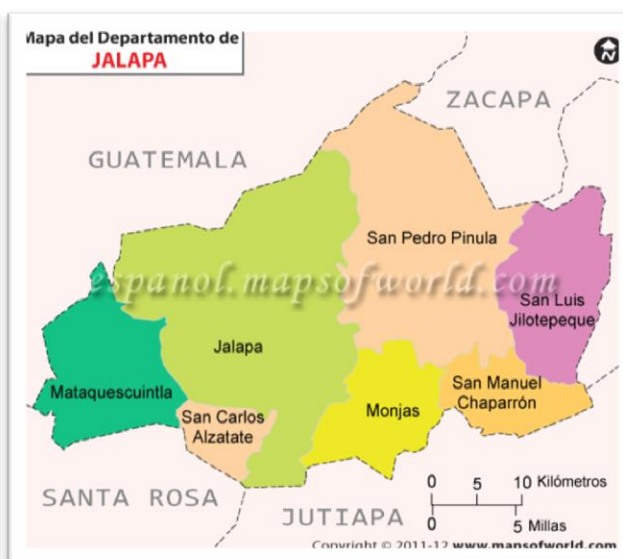 Mapa del Departamento de
JALAPA
N
ZACAPA
GUATEMALA
San Pedro Pinula
espanol.mapsofworld.com
San Luis
Jilotepeque
Jalapa
Mataquescuintla
San Manuel
Chaparrón
Monjas
San Carlos
Alzatate
SANTA ROSA
JUTIAPA
0 5 10 Kilómetros
0 5 Millas
Copyright © 2011-12 www.mapsofworld.com